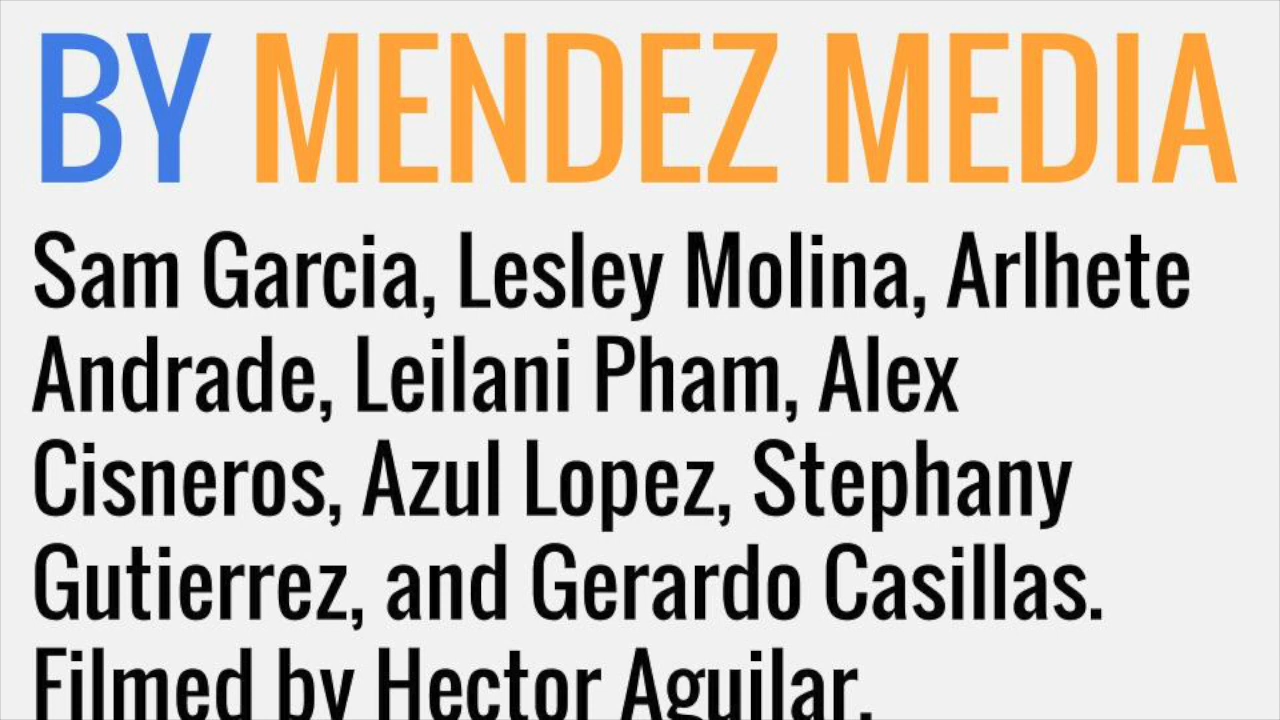 BY MENDEZ MEDIA
Sam Garcia, Lesley Molina, Arlhete
Andrade, Leilani Pham, Alex
Cisneros, Azul Lopez, Stephany
Gutierrez, and Gerardo Casillas.
Filmed by Hector Aguilar.